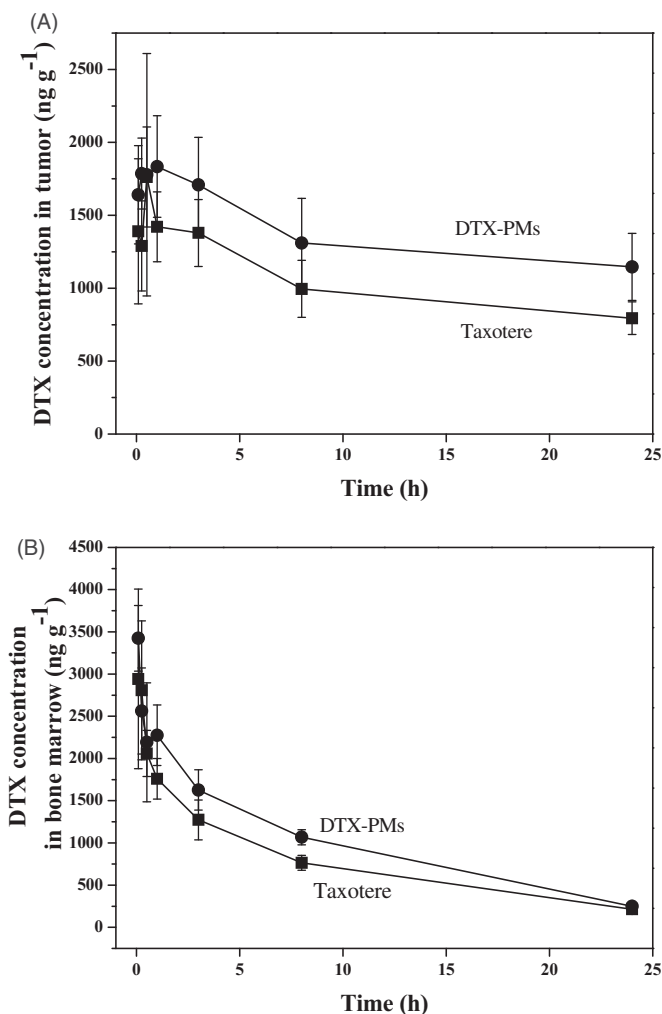 (A)
DTX concentration in tumor (ng g⁻¹)
2500
2000
1500
1000
500
0
DTX-PMs
Taxotere
0 5 10 15 20 25
Time (h)
(B)
DTX concentration
in bone marrow (ng g⁻¹)
4500
4000
3500
3000
2500
2000
1500
1000
500
0
DTX-PMs
Taxotere
0 5 10 15 20 25
Time (h)